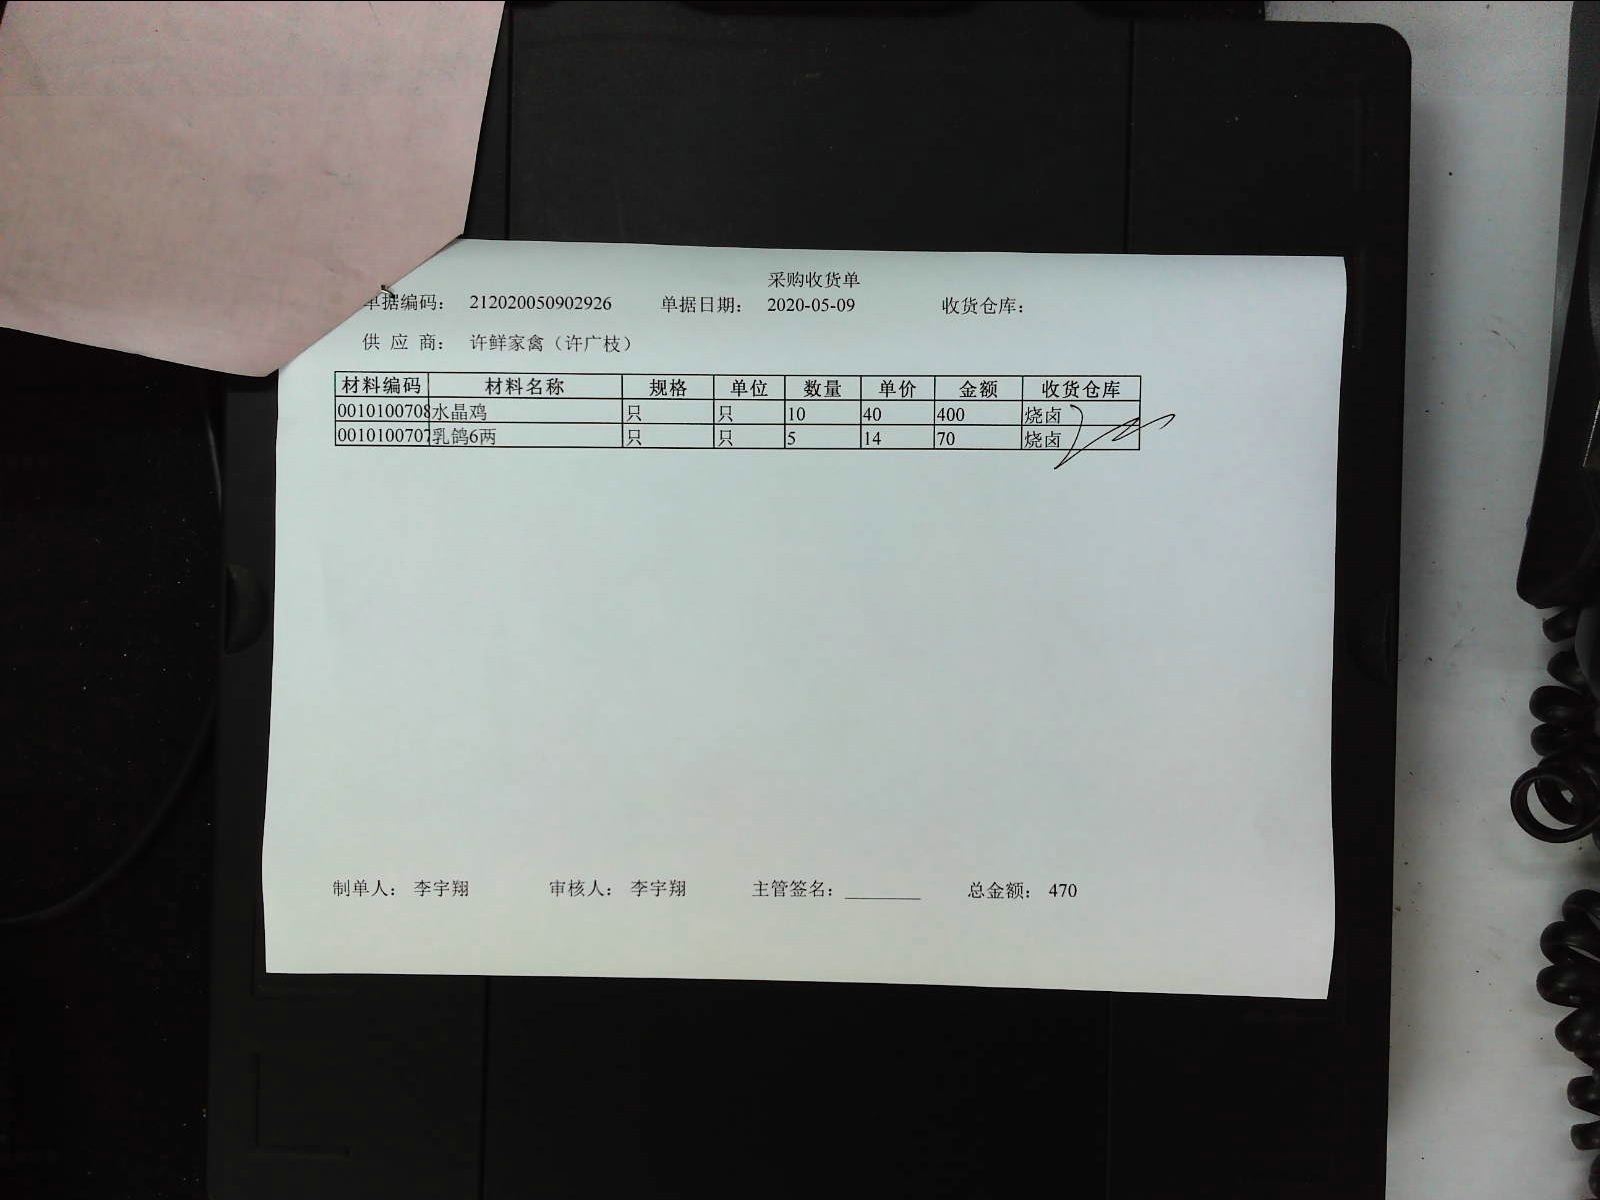 采购收货单
单据编码： 212020050902926 单据日期： 2020-05-09 收货仓库：
供 应 商： 许鲜家禽（许广枝）
材料编码 材料名称 规格 单位 数量 单价 金额 收货仓库
0010100708 水晶鸡 只 只 10 40 400 烧卤
0010100707 乳鸽6两 只 只 5 14 70 烧卤
制单人： 李宇翔 审核人： 李宇翔 主管签名：________ 总金额： 470